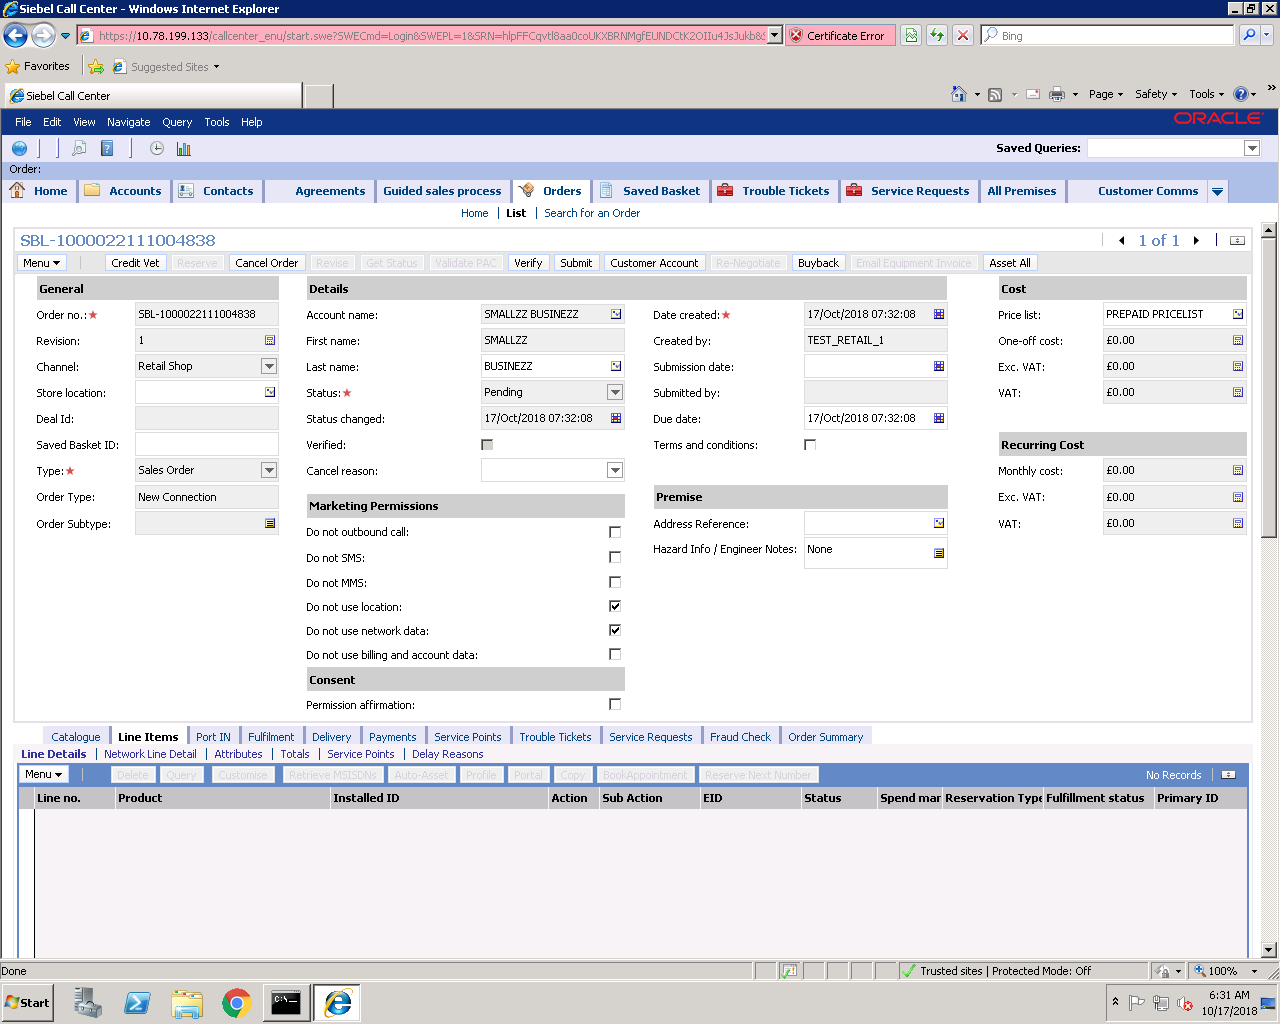 Siebel Call Center - Windows Internet Explorer
Certificate Error
Bing
Favorites
Suggested Sites
Siebel Call Center
Page
Safety
Tools
File Edit View Navigate Query Tools Help
ORACLE
Saved Queries:
Order:
Home Accounts Contacts Agreements Guided sales process Orders Saved Basket Trouble Tickets Service Requests All Premises Customer Comms
Home | List | Search for an Order
SBL-1000022111004838
1 of 1
Menu Credit Vet Reserve Cancel Order Revise Get Status Validate PAC Verify Submit Customer Account Re-Negotiate Buyback Email Equipment Invoice Asset All
General
Order no.:★ SBL-1000022111004838
Revision: 1
Channel: Retail Shop
Store location:
Deal Id:
Saved Basket ID:
Type:★ Sales Order
Order Type: New Connection
Order Subtype:
Details
Account name: SMALLZZ BUSINEZZ
First name: SMALLZZ
Last name: BUSINEZZ
Status:★ Pending
Status changed: 17/Oct/2018 07:32:08
Verified:
Cancel reason:
Marketing Permissions
Do not outbound call:
Do not SMS:
Do not MMS:
Do not use location:
Do not use network data:
Do not use billing and account data:
Consent
Permission affirmation:
Date created:★ 17/Oct/2018 07:32:08
Created by: TEST_RETAIL_1
Submission date:
Submitted by:
Due date: 17/Oct/2018 07:32:08
Terms and conditions:
Premise
Address Reference:
Hazard Info / Engineer Notes: None
Cost
Price list: PREPAID PRICELIST
One-off cost: £0.00
Exc. VAT: £0.00
VAT: £0.00
Recurring Cost
Monthly cost: £0.00
Exc. VAT: £0.00
VAT: £0.00
Catalogue Line Items Port IN Fulfilment Delivery Payments Service Points Trouble Tickets Service Requests Fraud Check Order Summary
Line Details | Network Line Detail | Attributes | Totals | Service Points | Delay Reasons
Menu Delete Query Customise Retrieve MSISDNs Auto-Asset Profile Portal Copy BookAppointment Reserve Next Number No Records
Line no. Product Installed ID Action Sub Action EID Status Spend mar Reservation Type Fulfillment status Primary ID
Done
Trusted sites | Protected Mode: Off
100%
Start
C:\
6:31 AM
10/17/2018